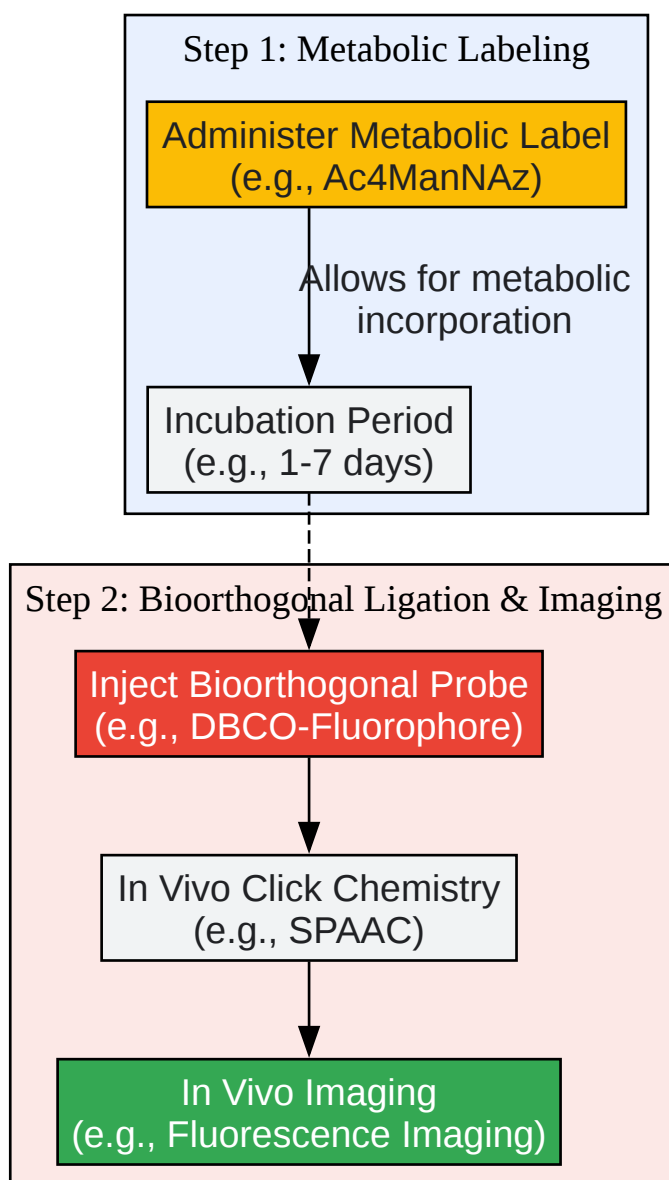 Step 1: Metabolic Labeling
Administer Metabolic Label
(e.g., Ac4ManNAz)
Allows for metabolic
incorporation
Incubation Period
(e.g., 1-7 days)
Step 2: Bioorthogonal Ligation & Imaging
Inject Bioorthogonal Probe
(e.g., DBCO-Fluorophore)
In Vivo Click Chemistry
(e.g., SPAAC)
In Vivo Imaging
(e.g., Fluorescence Imaging)